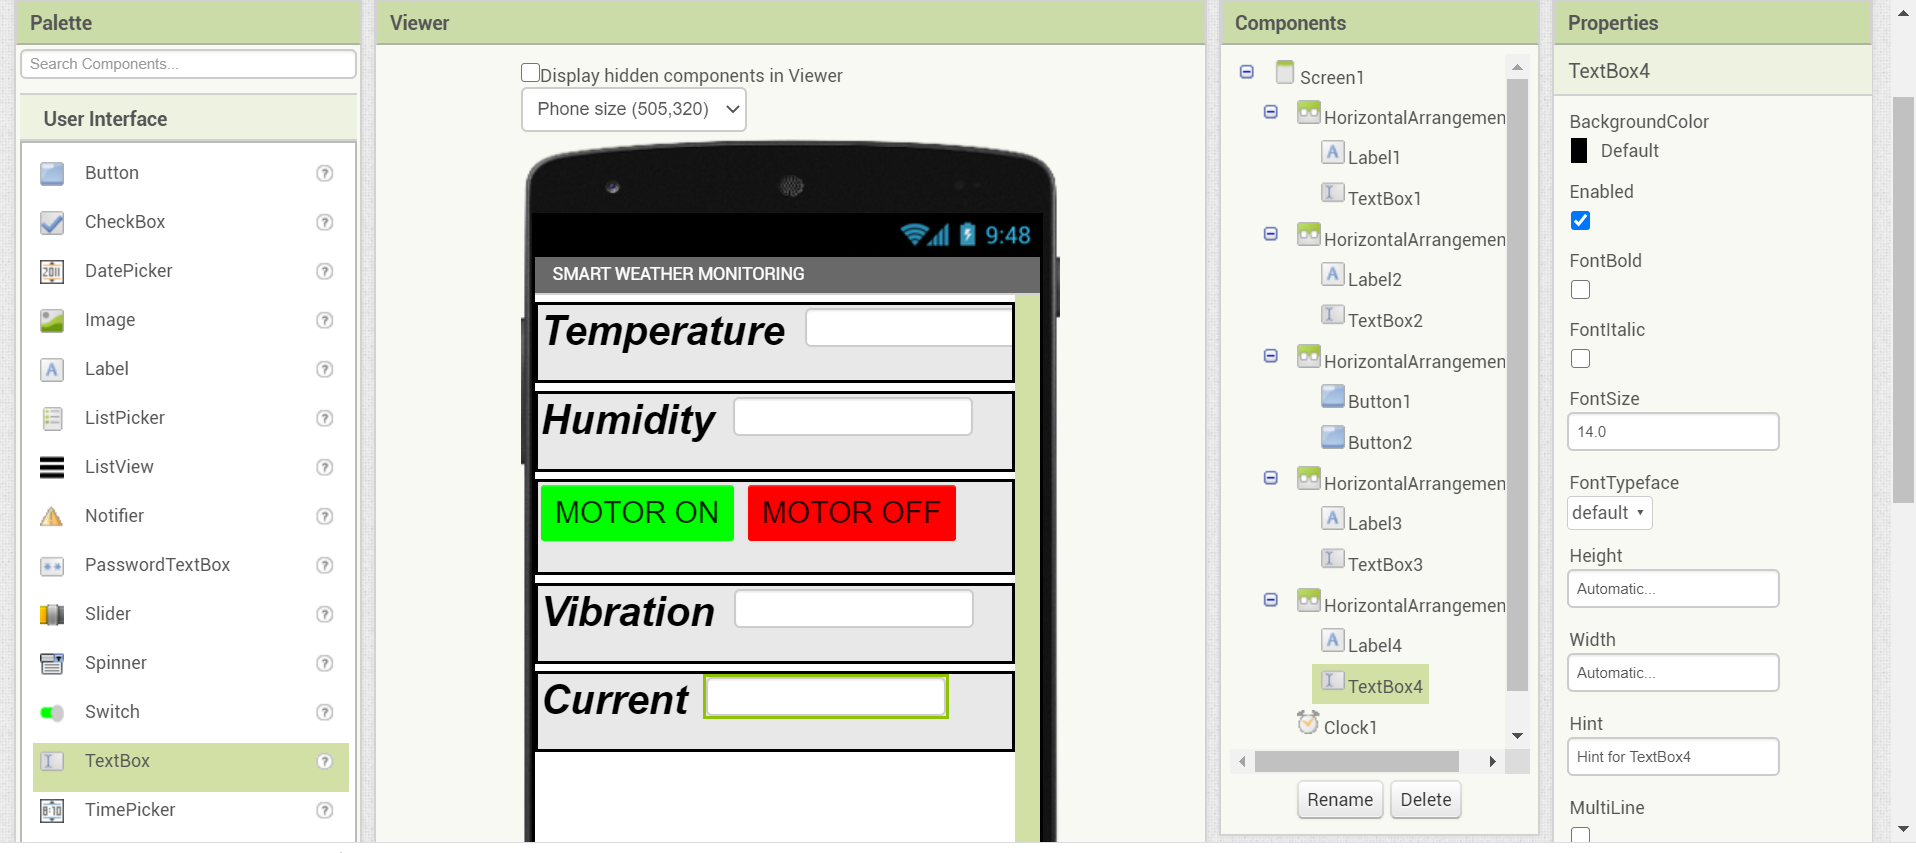 Palette
Search Components...
User Interface
Button
CheckBox
DatePicker
Image
Label
ListPicker
ListView
Notifier
PasswordTextBox
Slider
Spinner
Switch
TextBox
TimePicker
Viewer
Display hidden components in Viewer
Phone size (505,320)
9:48
SMART WEATHER MONITORING
Temperature
Humidity
MOTOR ON MOTOR OFF
Vibration
Current
Components
Screen1
HorizontalArrangemen
Label1
TextBox1
HorizontalArrangemen
Label2
TextBox2
HorizontalArrangemen
Button1
Button2
HorizontalArrangemen
Label3
TextBox3
HorizontalArrangemen
Label4
TextBox4
Clock1
Rename Delete
Properties
TextBox4
BackgroundColor
Default
Enabled
FontBold
FontItalic
FontSize
14.0
FontTypeface
default
Height
Automatic...
Width
Automatic...
Hint
Hint for TextBox4
MultiLine